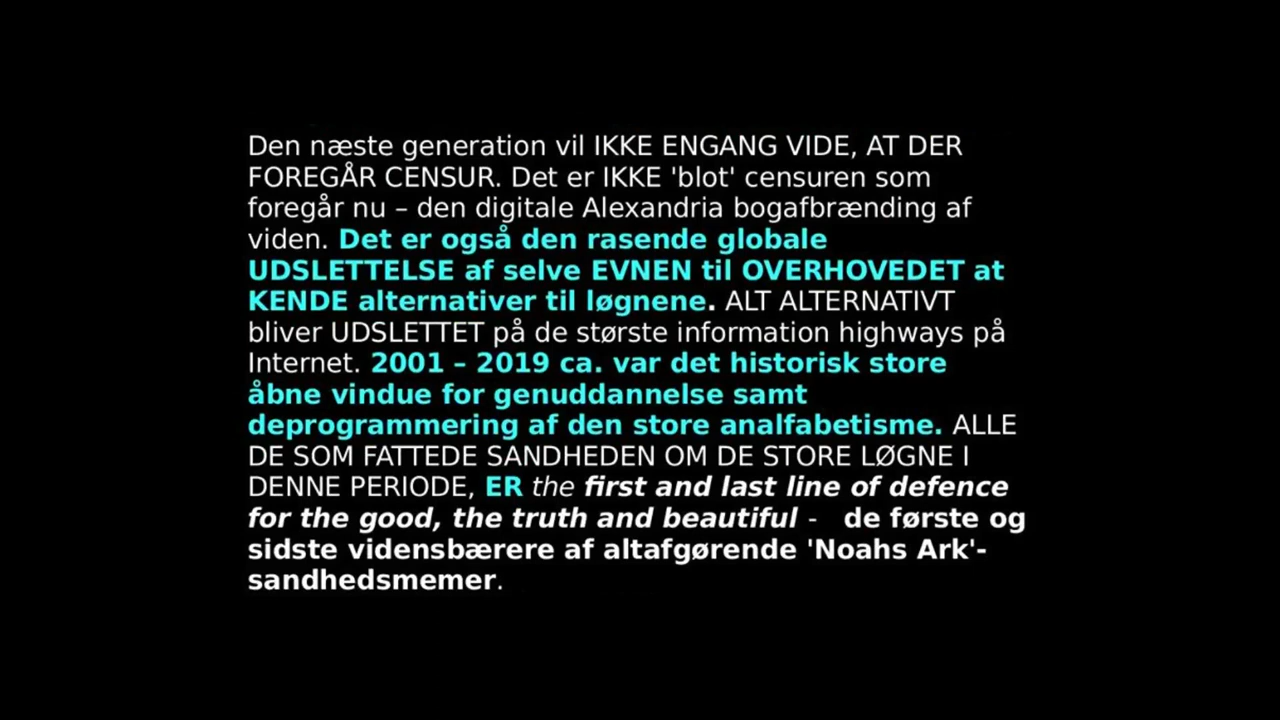 Den næste generation vil IKKE ENGANG VIDE, AT DER
FOREGÅR CENSUR. Det er IKKE 'blot' censuren som
foregår nu – den digitale Alexandria bogafbrænding af
viden. Det er også den rasende globale
UDSLETTELSE af selve EVNEN til OVERHOVEDET at
KENDE alternativer til løgnene. ALT ALTERNATIVT
bliver UDSLETTET på de største information highways på
Internet. 2001 – 2019 ca. var det historisk store
åbne vindue for genuddannelse samt
deprogrammering af den store analfabetisme. ALLE
DE SOM FATTEDE SANDHEDEN OM DE STORE LØGNE I
DENNE PERIODE, ER the first and last line of defence
for the good, the truth and beautiful - de første og
sidste vidensbærere af altafgørende 'Noahs Ark'-
sandhedsmemer.